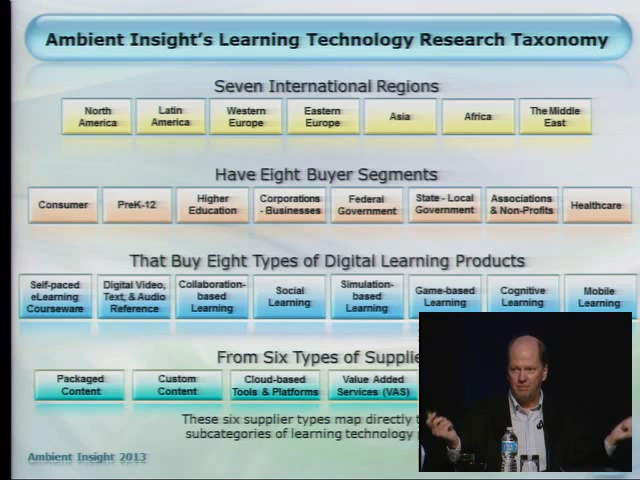 Ambient Insight's Learning Technology Research Taxonomy
Seven International Regions
North America
Latin America
Western Europe
Eastern Europe
Asia
Africa
The Middle East
Have Eight Buyer Segments
Consumer
PreK-12
Higher Education
Corporations - Businesses
Federal Government
State - Local Government
Associations & Non-Profits
Healthcare
That Buy Eight Types of Digital Learning Products
Self-paced eLearning Courseware
Digital Video, Text, & Audio Reference
Collaboration-based Learning
Social Learning
Simulation-based Learning
Game-based Learning
Cognitive Learning
Mobile Learning
From Six Types of
Packaged Content
Custom Content
Cloud-based Tools & Platforms
Value Added Services (VAS)
These six supplier types map directly
subcategories of learning technology
Ambient Insight 2013